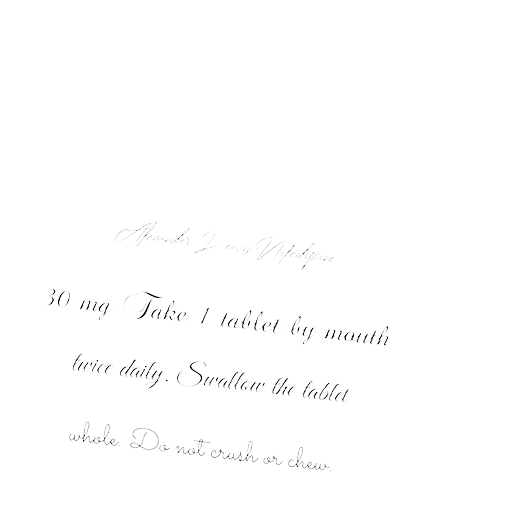 Alexander Lewis Nifedipine
30 mg Take 1 tablet by mouth
twice daily. Swallow the tablet
whole. Do not crush or chew.